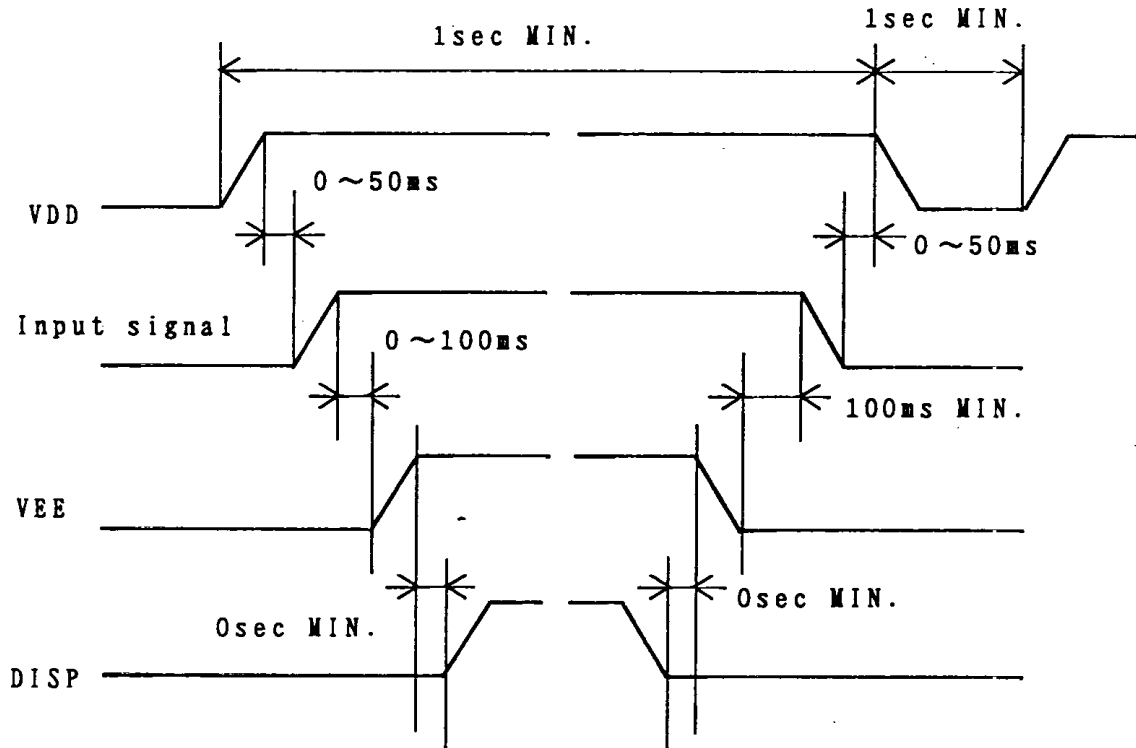 1sec MIN.
1sec MIN.
0～50ms
VDD
0～50ms
Input signal
0～100ms
100ms MIN.
VEE
0sec MIN.
0sec MIN.
DISP